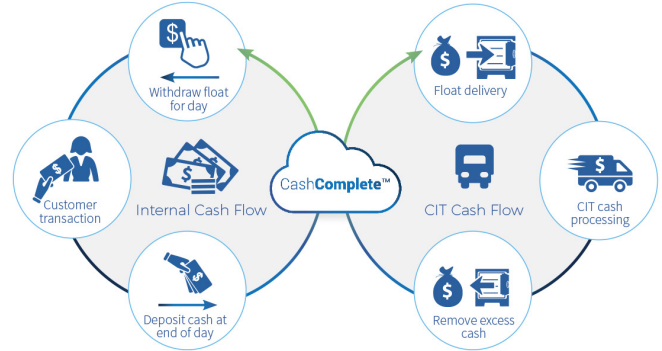 $
Withdraw float
for day
$
Float delivery
Customer
transaction
$
Internal Cash Flow
CashComplete™
CIT Cash Flow
$
CIT cash
processing
Deposit cash at
end of day
$
Remove excess
cash